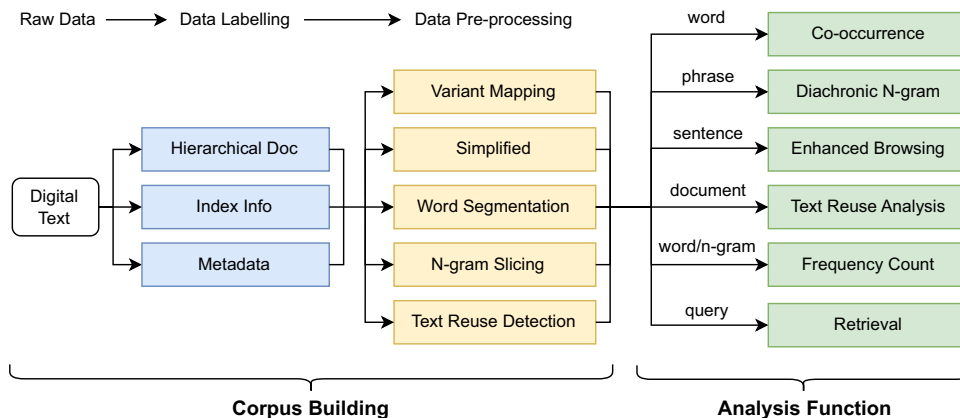 Raw Data
Data Labelling
Data Pre-processing
Digital
Text
Hierarchical Doc
Index Info
Metadata
Variant Mapping
Simplified
Word Segmentation
N-gram Slicing
Text Reuse Detection
word
Co-occurrence
phrase
Diachronic N-gram
sentence
Enhanced Browsing
document
Text Reuse Analysis
word/n-gram
Frequency Count
query
Retrieval
Corpus Building
Analysis Function